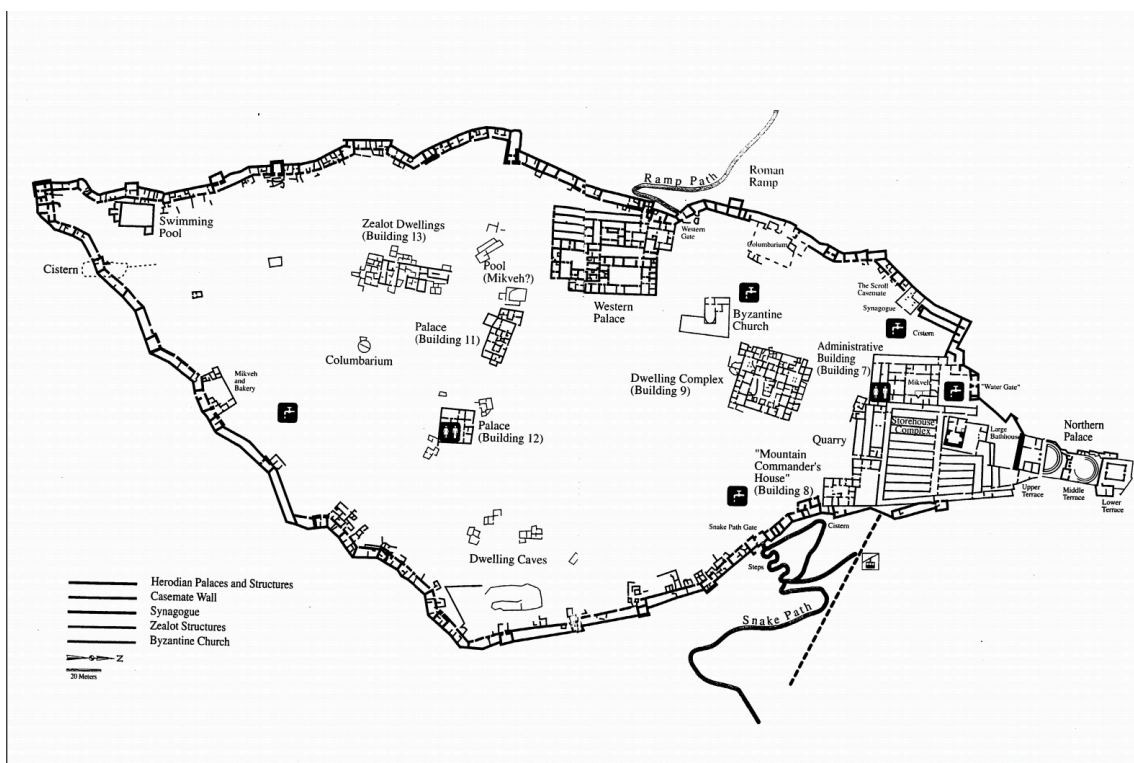 Ramp Path
Roman
Ramp
Swimming
Pool
Zealot Dwellings
(Building 13)
Western
Gate
Columbarium
Cistern
Pool
(Mikveh?)
The Scroll
Casemate
Synagogue
Western
Palace
Byzantine
Church
Cistern
Palace
(Building 11)
Columbarium
Administrative
Building
(Building 7)
Dwelling Complex
(Building 9)
Mikveh
"Water Gate"
Mikveh
and
Bakery
Palace
(Building 12)
Storehouse
Complex
Large
Bathhouse
Northern
Palace
Quarry
"Mountain
Commander's
House"
(Building 8)
Upper
Terrace
Middle
Terrace
Lower
Terrace
Snake Path Gate
Cistern
Dwelling Caves
Steps
Snake Path
Herodian Palaces and Structures
Casemate Wall
Synagogue
Zealot Structures
Byzantine Church
N
20 Meters